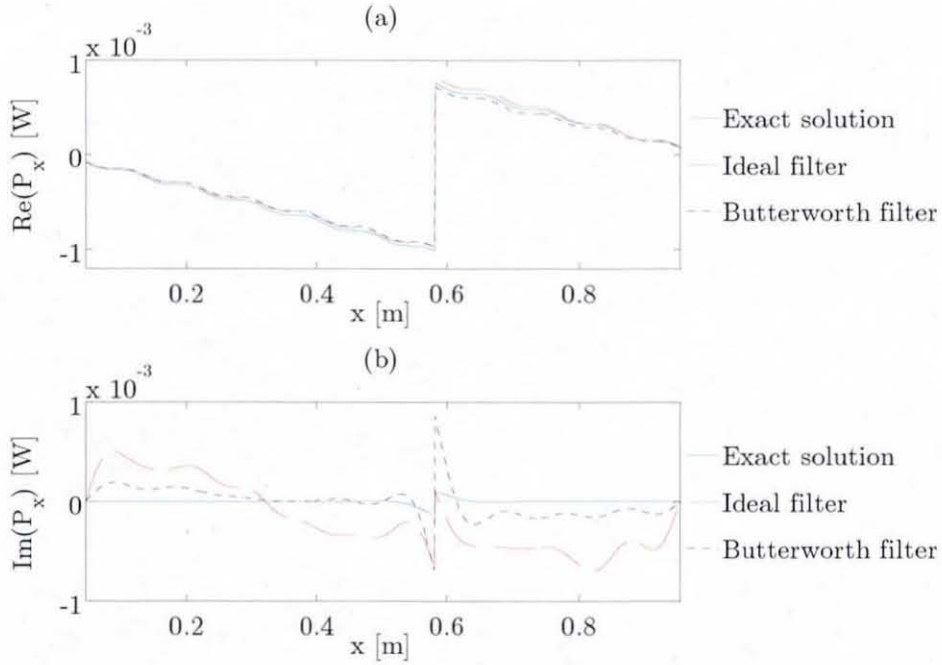 (a)
x 10^-3
1
0
-1
Re(P_x) [W]
0.2 0.4 0.6 0.8
x [m]
Exact solution
Ideal filter
Butterworth filter
(b)
x 10^-3
1
0
-1
Im(P_x) [W]
0.2 0.4 0.6 0.8
x [m]
Exact solution
Ideal filter
Butterworth filter